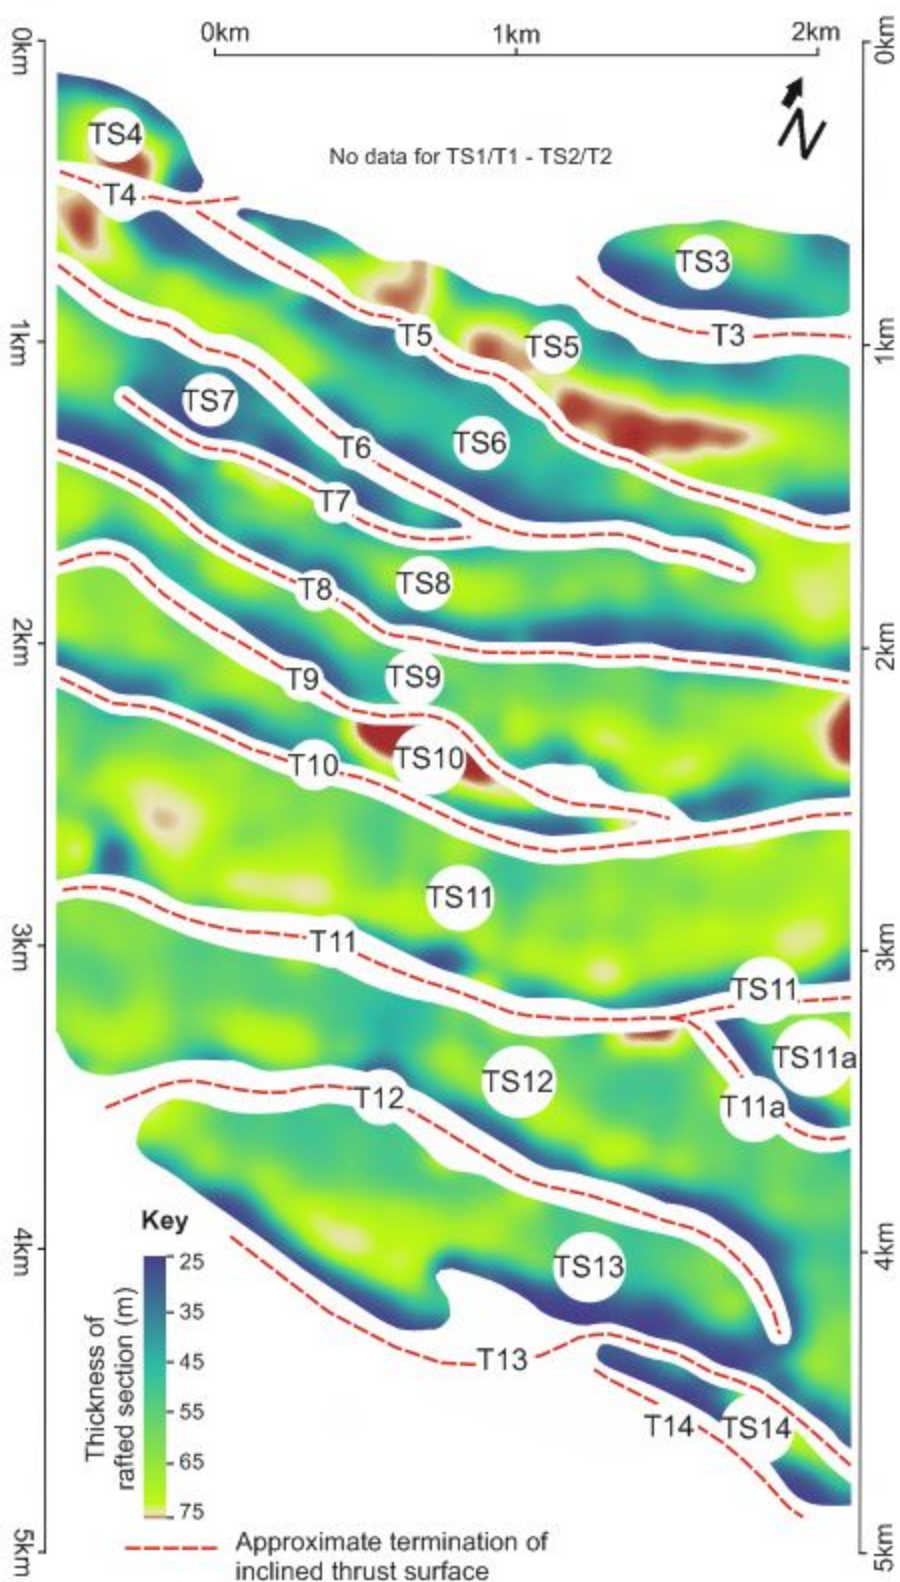 0km 1km 2km
0km
0km
N
TS4
No data for TS1/T1 - TS2/T2
T4
TS3
T3
1km
1km
T5
TS5
TS7
TS6
T6
T7
T8
TS8
2km
2km
TS9
T9
TS10
T10
TS11
T11
3km
3km
TS11
TS11a
TS12
T12
T11a
Key
4km
4km
TS13
25
35
45
55
65
75
Thickness of
rafted section (m)
T13
T14
TS14
Approximate termination of
inclined thrust surface
5km
5km